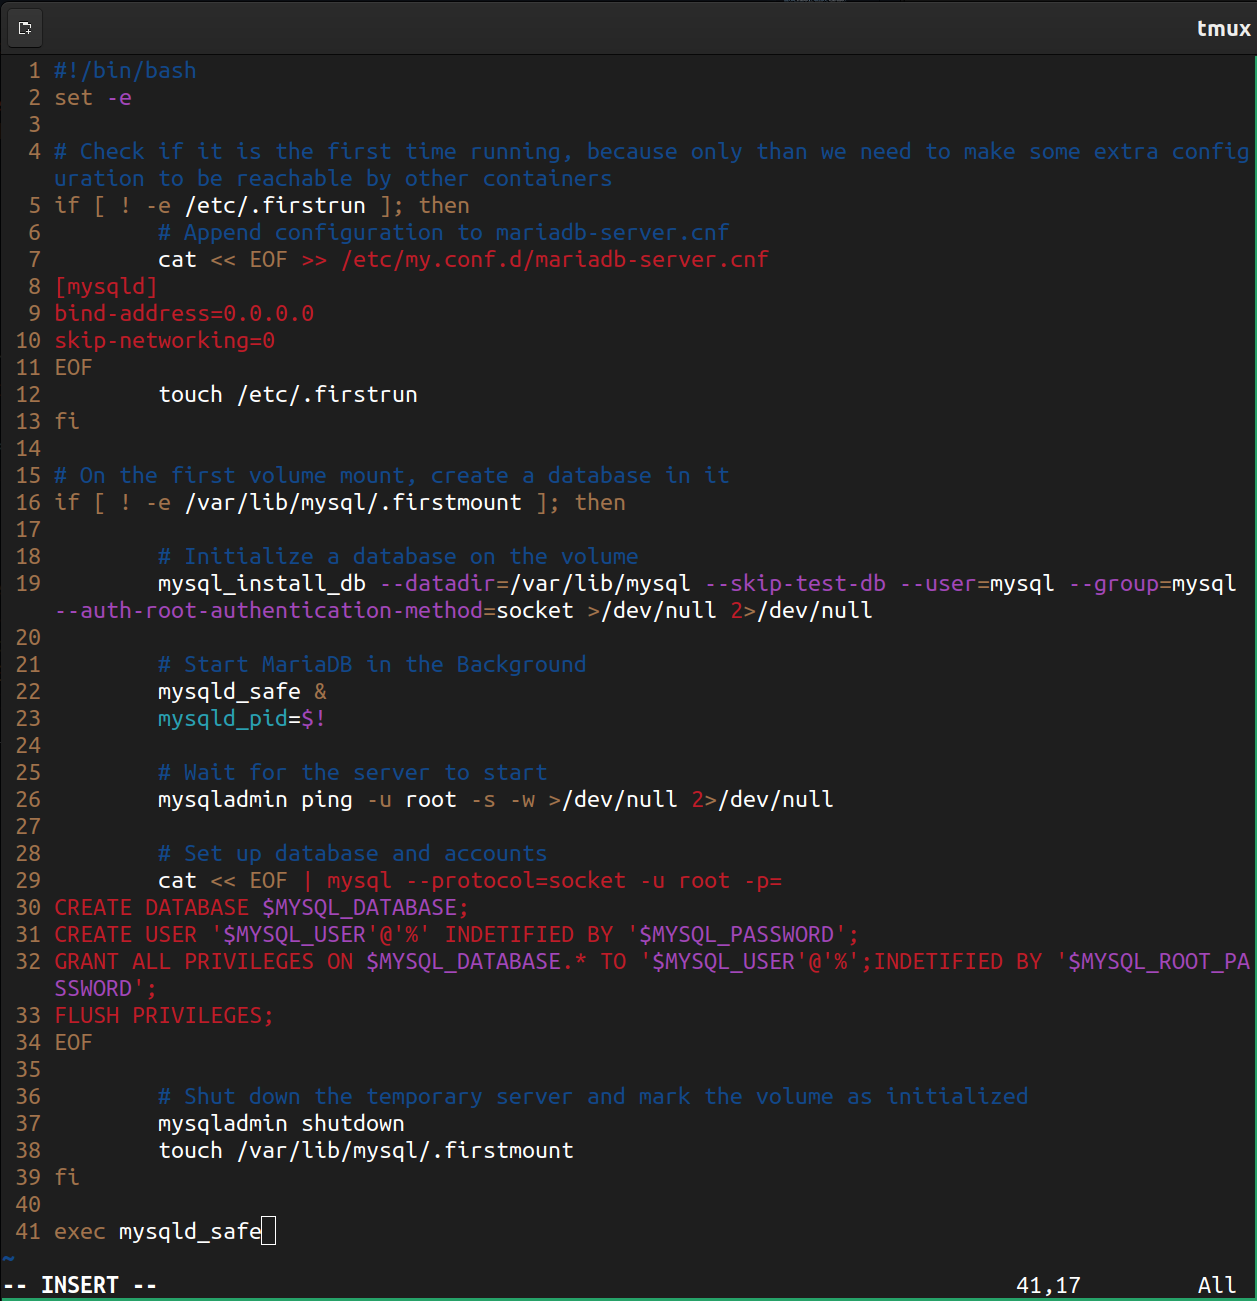 tmux
1 #!/bin/bash
2 set -e
3
4 # Check if it is the first time running, because only than we need to make some extra config
uration to be reachable by other containers
5 if [ ! -e /etc/.firstrun ]; then
6         # Append configuration to mariadb-server.cnf
7         cat << EOF >> /etc/my.conf.d/mariadb-server.cnf
8 [mysqld]
9 bind-address=0.0.0.0
10 skip-networking=0
11 EOF
12         touch /etc/.firstrun
13 fi
14
15 # On the first volume mount, create a database in it
16 if [ ! -e /var/lib/mysql/.firstmount ]; then
17
18         # Initialize a database on the volume
19         mysql_install_db --datadir=/var/lib/mysql --skip-test-db --user=mysql --group=mysql
--auth-root-authentication-method=socket >/dev/null 2>/dev/null
20
21         # Start MariaDB in the Background
22         mysqld_safe &
23         mysqld_pid=$!
24
25         # Wait for the server to start
26         mysqladmin ping -u root -s -w >/dev/null 2>/dev/null
27
28         # Set up database and accounts
29         cat << EOF | mysql --protocol=socket -u root -p=
30 CREATE DATABASE $MYSQL_DATABASE;
31 CREATE USER '$MYSQL_USER'@'%' INDETIFIED BY '$MYSQL_PASSWORD';
32 GRANT ALL PRIVILEGES ON $MYSQL_DATABASE.* TO '$MYSQL_USER'@'%';INDETIFIED BY '$MYSQL_ROOT_PA
SSWORD';
33 FLUSH PRIVILEGES;
34 EOF
35
36         # Shut down the temporary server and mark the volume as initialized
37         mysqladmin shutdown
38         touch /var/lib/mysql/.firstmount
39 fi
40
41 exec mysqld_safe
~
-- INSERT -- 41,17 All